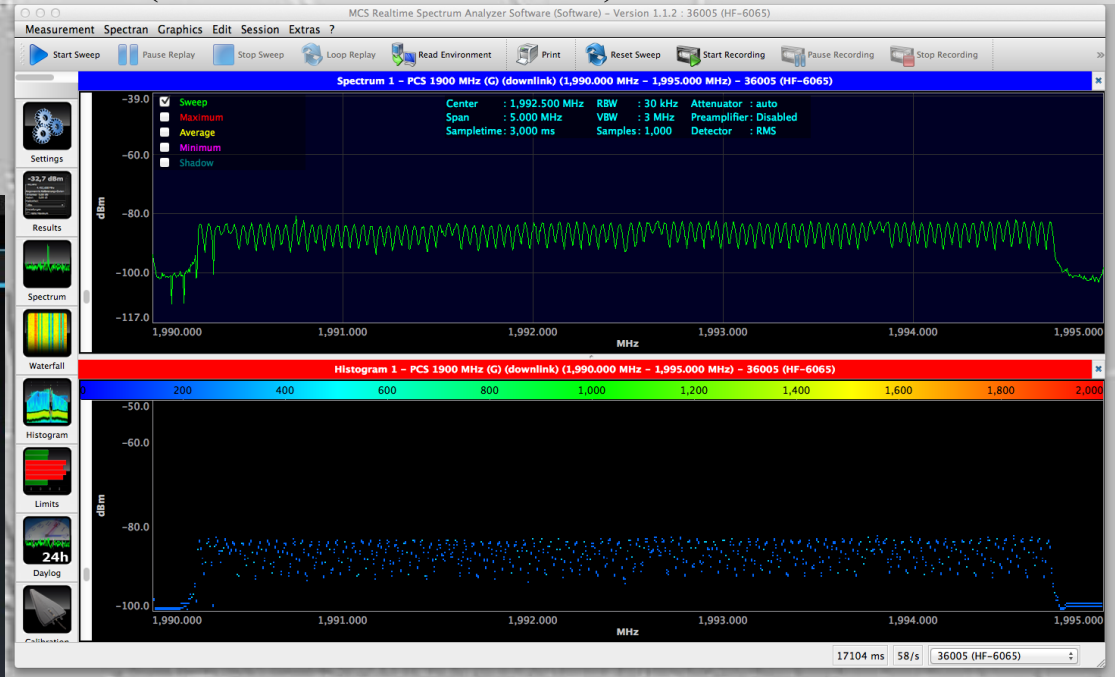 MCS Realtime Spectrum Analyzer Software (Software) - Version 1.1.2 : 36005 (HF-6065)
Measurement Spectran Graphics Edit Session Extras ?
Start Sweep Pause Replay Stop Sweep Loop Replay Read Environment Print Reset Sweep Start Recording Pause Recording Stop Recording »
Spectrum 1 - PCS 1900 MHz (G) (downlink) (1,990.000 MHz - 1,995.000 MHz) - 36005 (HF-6065)
Settings
-32,7 dBm
Results
Spectrum
Waterfall
Histogram
Limits
24h
Daylog
Calibration
-39.0
-60.0
-80.0
-100.0
-117.0
dBm
Sweep
Maximum
Average
Minimum
Shadow
Center : 1,992.500 MHz RBW : 30 kHz Attenuator : auto
Span : 5.000 MHz VBW : 3 MHz Preamplifier : Disabled
Sampletime : 3,000 ms Samples : 1,000 Detector : RMS
1,990.000 1,991.000 1,992.000 1,993.000 1,994.000 1,995.000
MHz
Histogram 1 - PCS 1900 MHz (G) (downlink) (1,990.000 MHz - 1,995.000 MHz) - 36005 (HF-6065)
0 200 400 600 800 1,000 1,200 1,400 1,600 1,800 2,000
-50.0
-60.0
-80.0
-100.0
dBm
1,990.000 1,991.000 1,992.000 1,993.000 1,994.000 1,995.000
MHz
17104 ms 58/s 36005 (HF-6065)